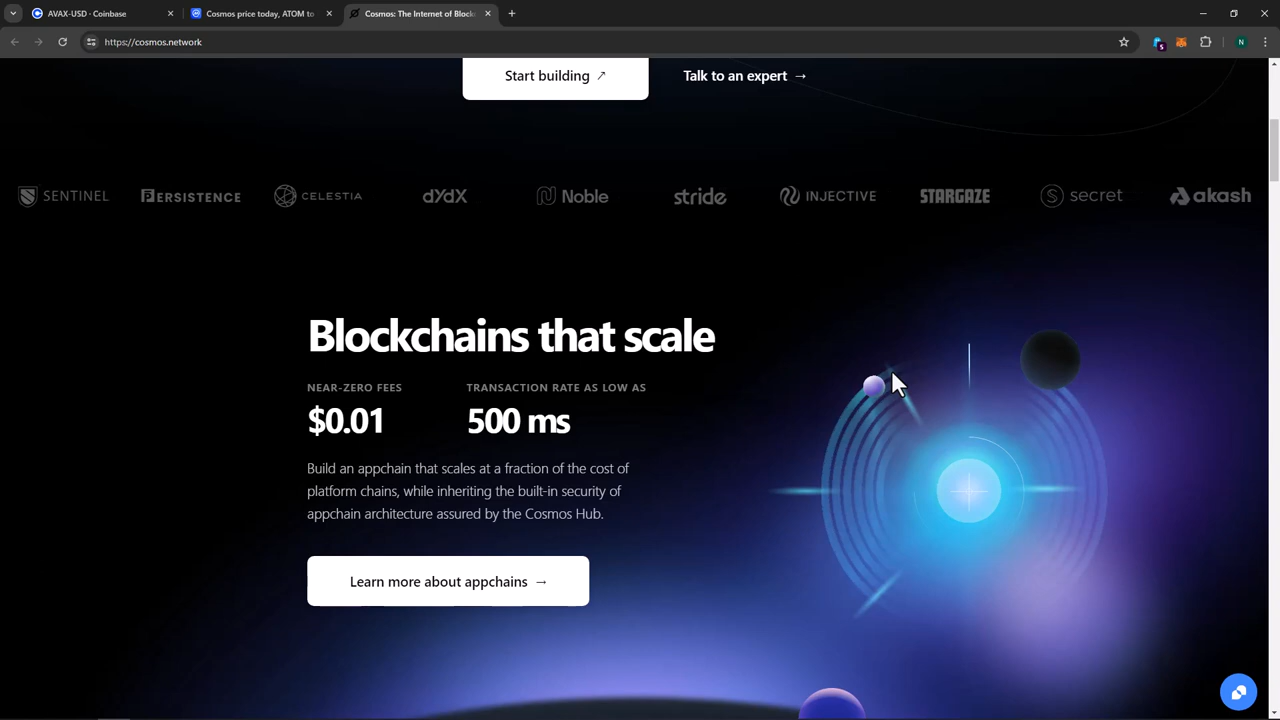 AVAX-USD · Coinbase
Cosmos price today, ATOM to
Cosmos: The Internet of Block
https://cosmos.network
N
Start building ↗
Talk to an expert →
SENTINEL
PERSISTENCE
CELESTIA
dYdX
Noble
stride
INJECTIVE
STARGAZE
S secret
akash
Blockchains that scale
NEAR-ZERO FEES
TRANSACTION RATE AS LOW AS
$0.01
500 ms
Build an appchain that scales at a fraction of the cost of
platform chains, while inheriting the built-in security of
appchain architecture assured by the Cosmos Hub.
Learn more about appchains →